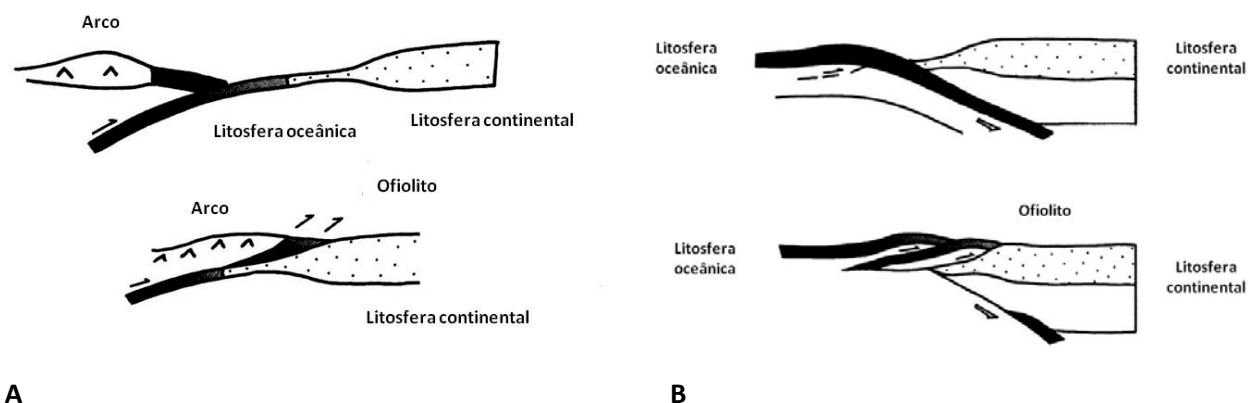 Arco
Litosfera oceânica
Litosfera continental
Ofiolito
Arco
Litosfera continental
A
Litosfera
oceânica
Litosfera
continental
Ofiolito
Litosfera
oceânica
Litosfera
continental
B